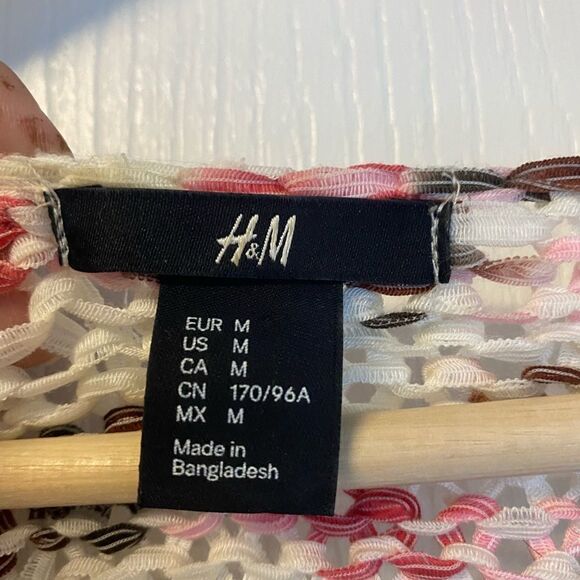 H&M
EUR M
US M
CA M
CN 170/96A
MX M
Made in
Bangladesh